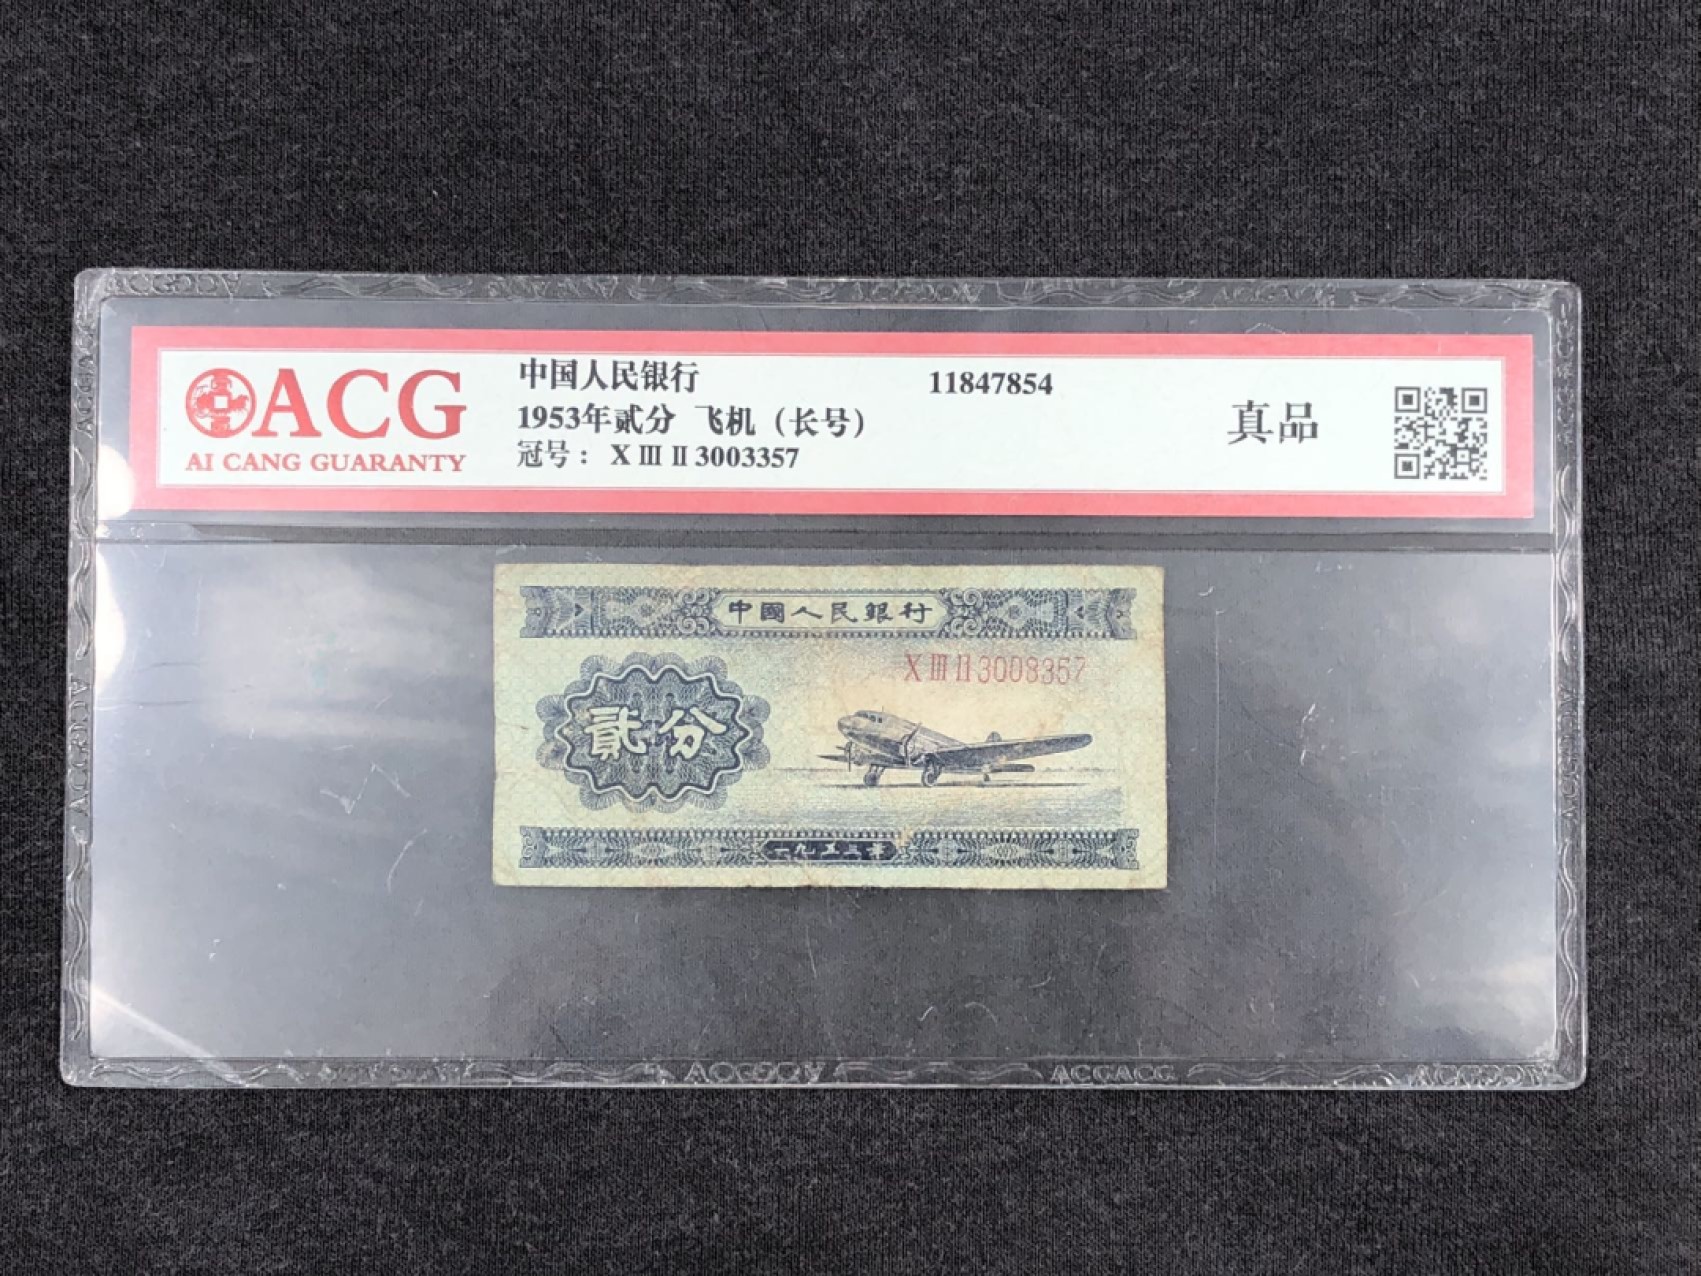 ACG
AI CANG GUARANTY
中国人民银行
1953年贰分 飞机（长号）
冠号：XⅢⅡ3003357
11847854
真品
中國人民銀行
XⅢⅡ3008357
貳分
一九五三年
ACGACG